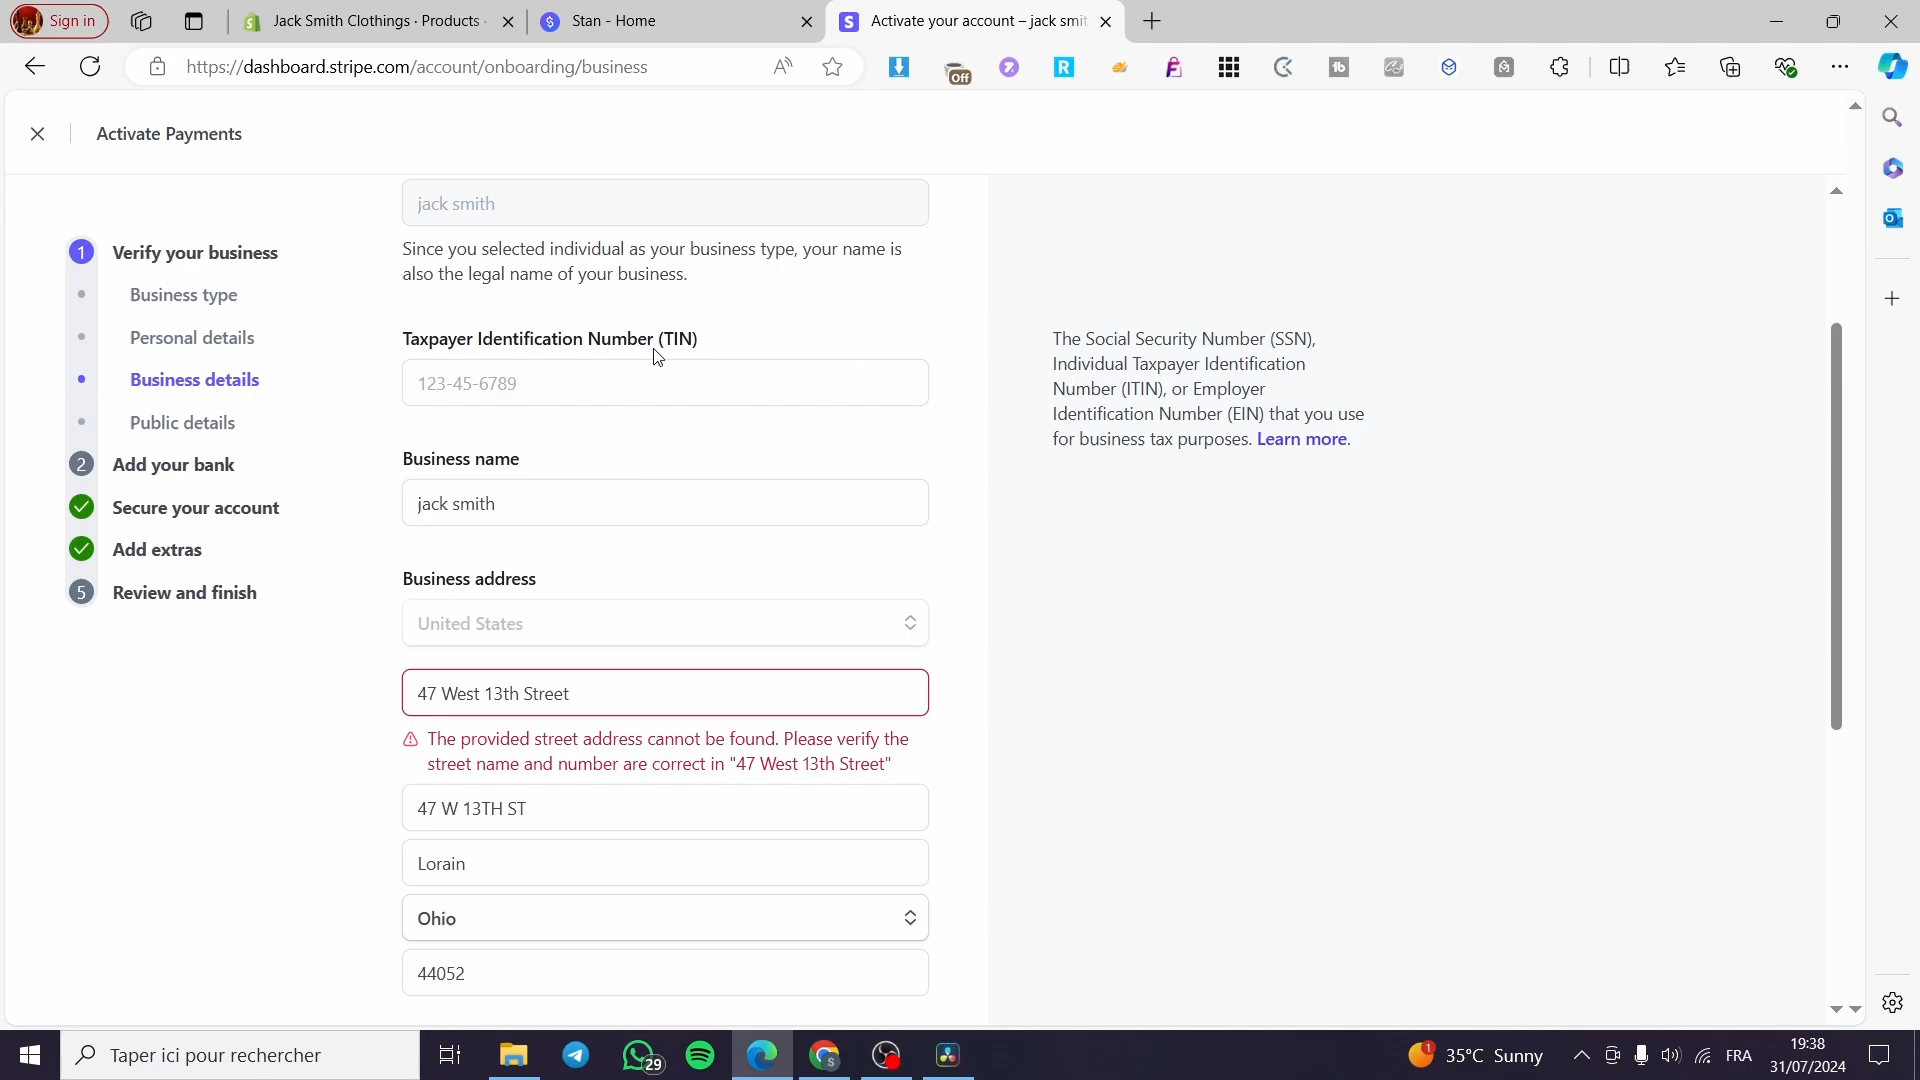 Sign in
Jack Smith Clothings · Products ·
Stan - Home
Activate your account – jack smit
https://dashboard.stripe.com/account/onboarding/business
Off
Activate Payments
jack smith
Since you selected individual as your business type, your name is
also the legal name of your business.
1 Verify your business
Business type
Personal details
Business details
Public details
2 Add your bank
Secure your account
Add extras
5 Review and finish
Taxpayer Identification Number (TIN)
123-45-6789
The Social Security Number (SSN),
Individual Taxpayer Identification
Number (ITIN), or Employer
Identification Number (EIN) that you use
for business tax purposes. Learn more.
Business name
jack smith
Business address
United States
47 West 13th Street
The provided street address cannot be found. Please verify the
street name and number are correct in "47 West 13th Street"
47 W 13TH ST
Lorain
Ohio
44052
Taper ici pour rechercher
29
1
35°C Sunny
FRA
19:38
31/07/2024